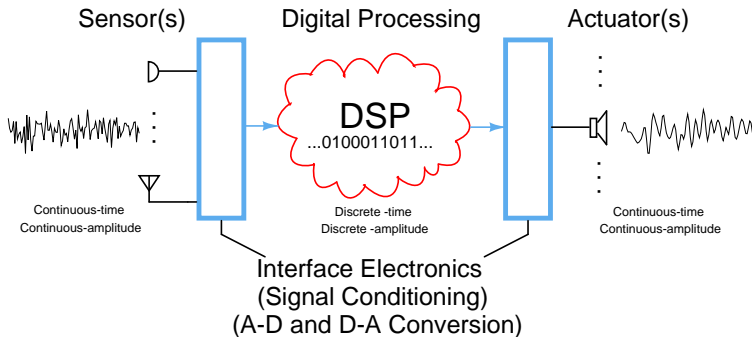 Sensor(s)
Digital Processing
Actuator(s)
DSP
...0100011011...
Continuous-time
Continuous-amplitude
Discrete -time
Discrete -amplitude
Continuous-time
Continuous-amplitude
Interface Electronics
(Signal Conditioning)
(A-D and D-A Conversion)